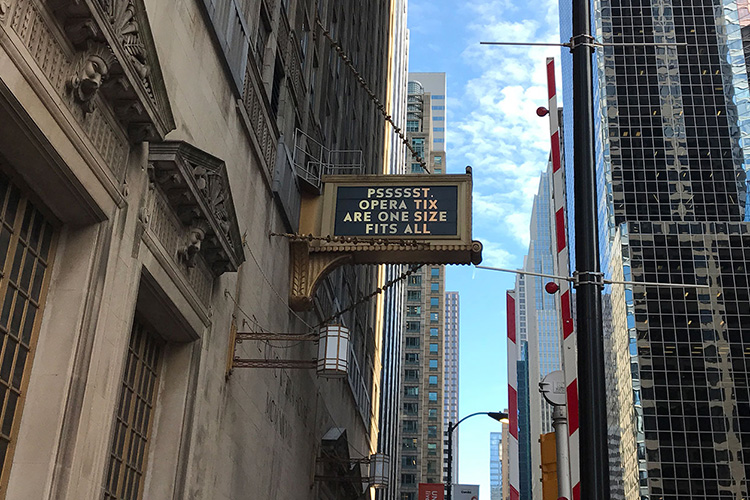 PSSSSST.
OPERA TIX
ARE ONE SIZE
FITS ALL